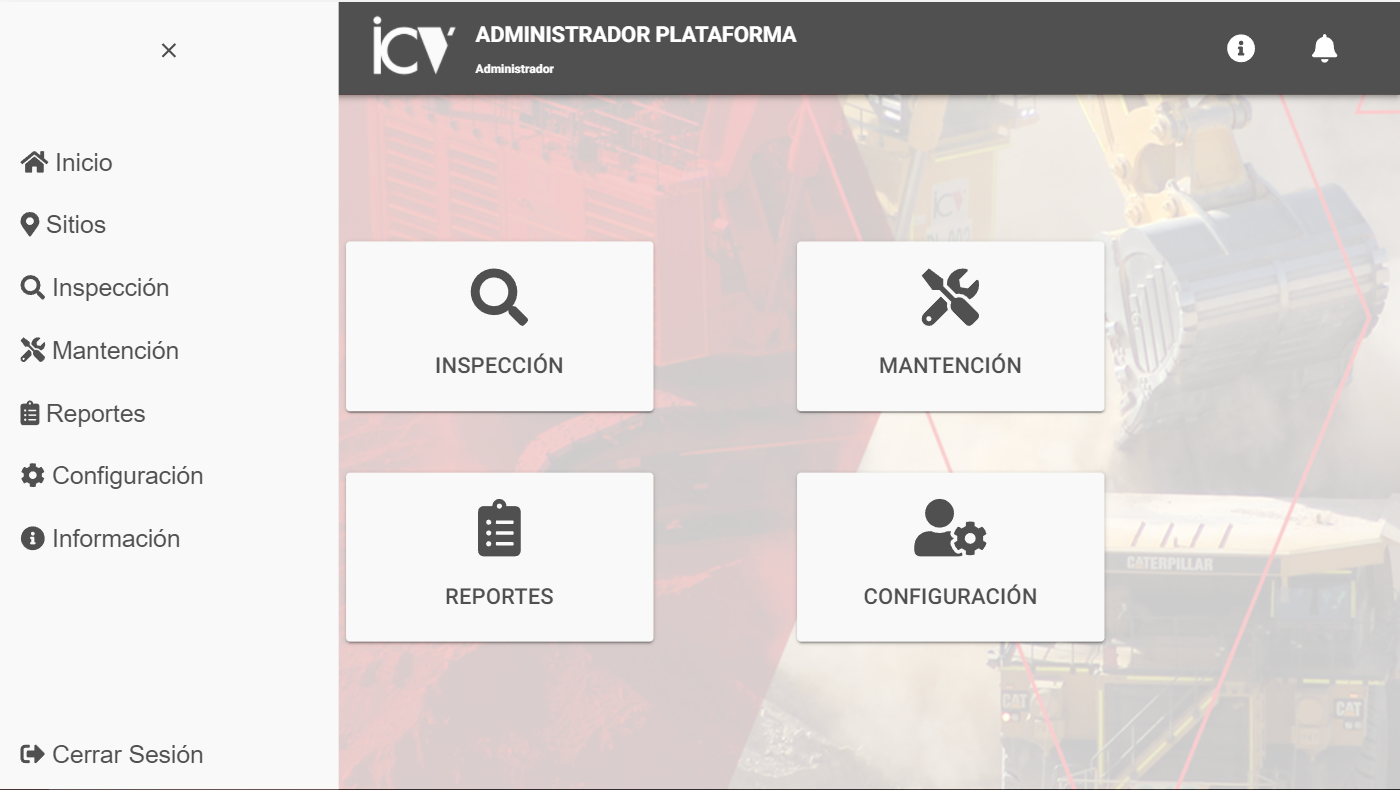 icv
ADMINISTRADOR PLATAFORMA
Administrador
Inicio
Sitios
Inspección
Mantención
Reportes
Configuración
Información
Cerrar Sesión
INSPECCIÓN
MANTENCIÓN
REPORTES
CONFIGURACIÓN
CATERPILLAR
CAT
CAT